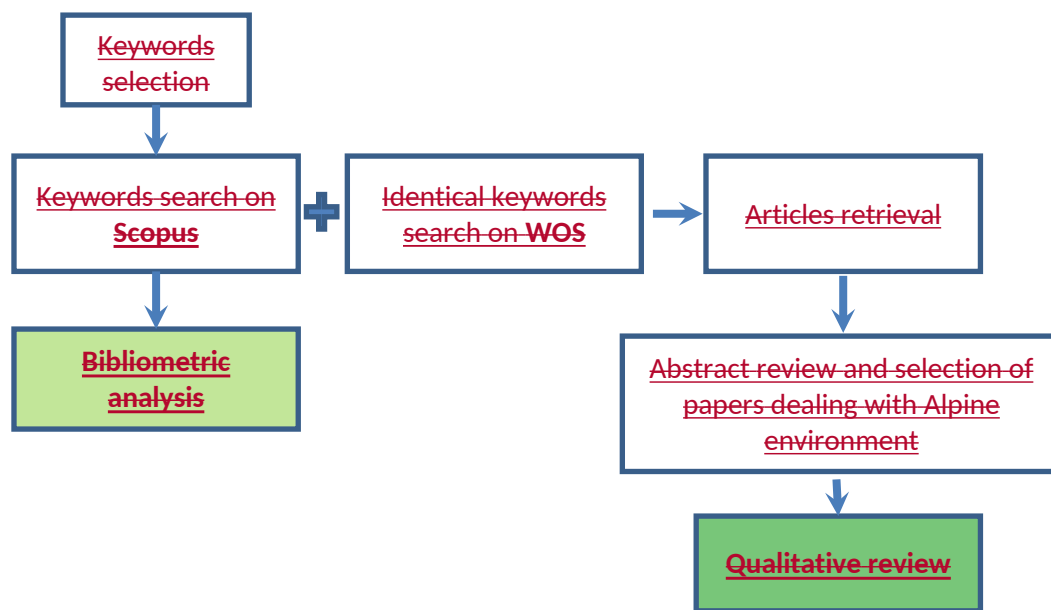 Keywords
selection
Keywords search on
Scopus
Identical keywords
search on WOS
Articles retrieval
Bibliometric
analysis
Abstract review and selection of
papers dealing with Alpine
environment
Qualitative review